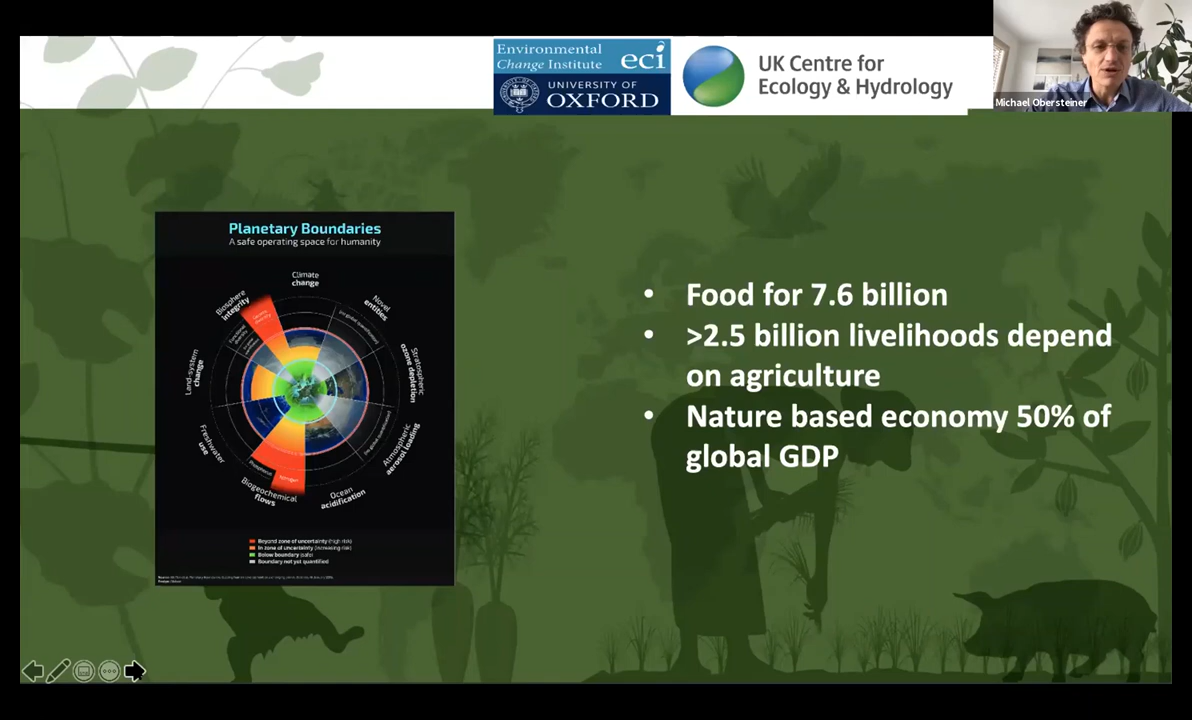 Environmental
Change Institute
eci
UNIVERSITY OF
OXFORD
UK Centre for
Ecology & Hydrology
Michael Obersteiner
Planetary Boundaries
A safe operating space for humanity
Climate
change
Novel
entities
Stratospheric
ozone depletion
Atmospheric
aerosol loading
Ocean
acidification
Biogeochemical
flows
Phosphorus
Nitrogen
Freshwater
use
Land-system
change
Biosphere
integrity
Beyond zone of uncertainty (high risk)
In zone of uncertainty (increasing risk)
Below boundary (safe)
Boundary not yet quantified
• Food for 7.6 billion
• >2.5 billion livelihoods depend
on agriculture
• Nature based economy 50% of
global GDP